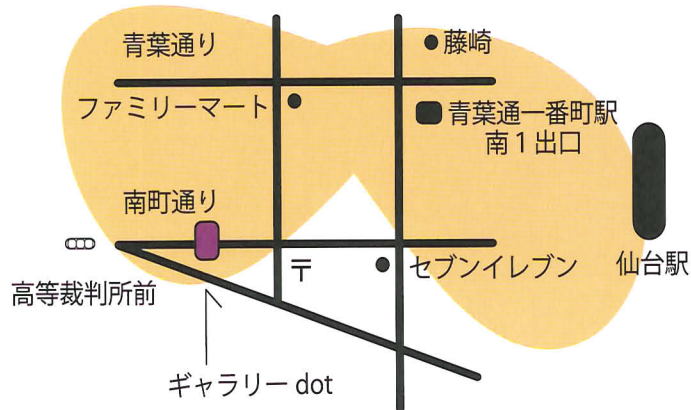 青葉通り
藤崎
ファミリーマート
青葉通一番町駅
南1出口
南町通り
〒
セブンイレブン
仙台駅
高等裁判所前
ギャラリー dot